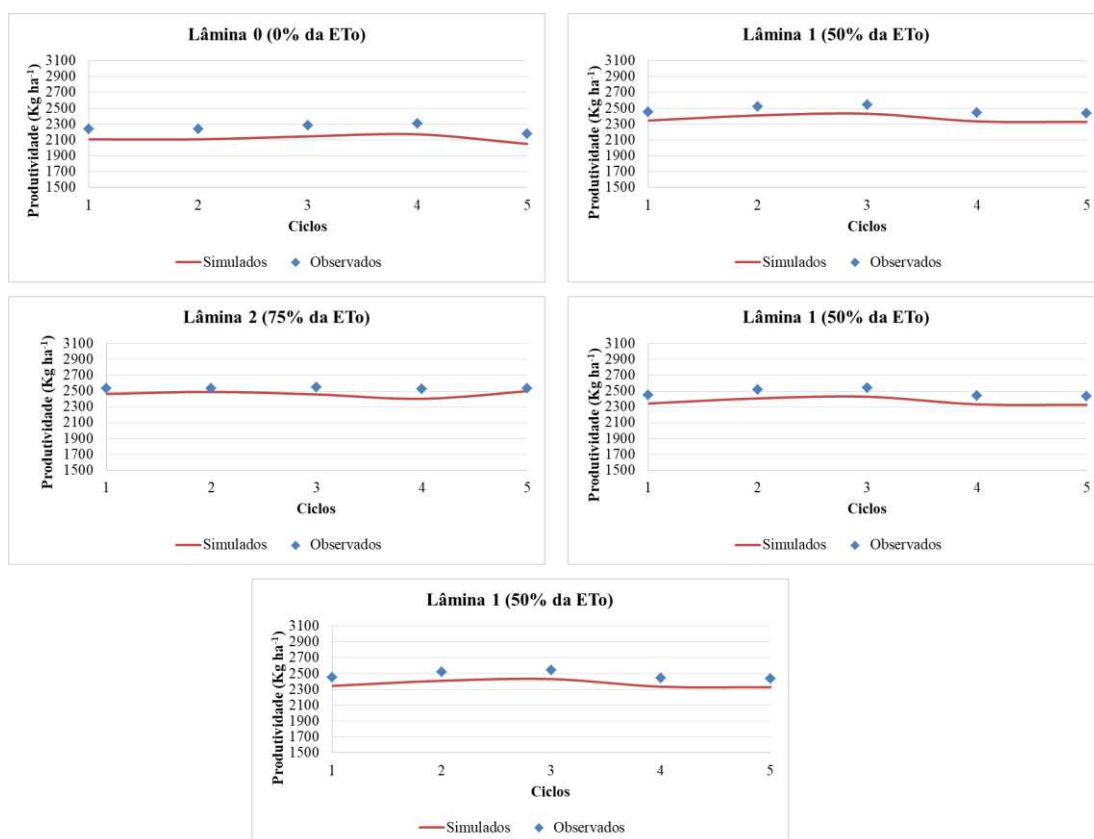 Lâmina 0 (0% da ETo)
Produtividade (Kg ha⁻¹)
3100
2900
2700
2500
2300
2100
1900
1700
1500
1 2 3 4 5
Ciclos
Simulados Observados
Lâmina 1 (50% da ETo)
Produtividade (Kg ha⁻¹)
3100
2900
2700
2500
2300
2100
1900
1700
1500
1 2 3 4 5
Ciclos
Simulados Observados
Lâmina 2 (75% da ETo)
Produtividade (Kg ha⁻¹)
3100
2900
2700
2500
2300
2100
1900
1700
1500
1 2 3 4 5
Ciclos
Simulados Observados
Lâmina 1 (50% da ETo)
Produtividade (Kg ha⁻¹)
3100
2900
2700
2500
2300
2100
1900
1700
1500
1 2 3 4 5
Ciclos
Simulados Observados
Lâmina 1 (50% da ETo)
Produtividade (Kg ha⁻¹)
3100
2900
2700
2500
2300
2100
1900
1700
1500
1 2 3 4 5
Ciclos
Simulados Observados